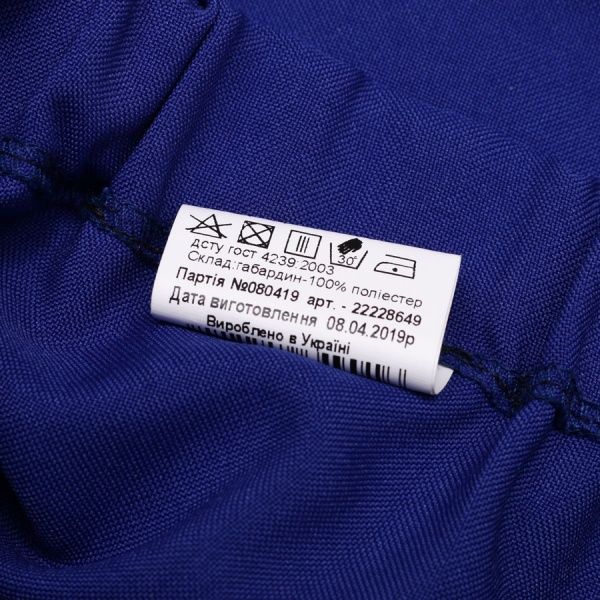 30°
дсту гост 4239:2003
Склад:габардин-100% поліестер
Партія №080419 арт. - 22228649
Дата виготовлення 08.04.2019р
Вироблено в Україні